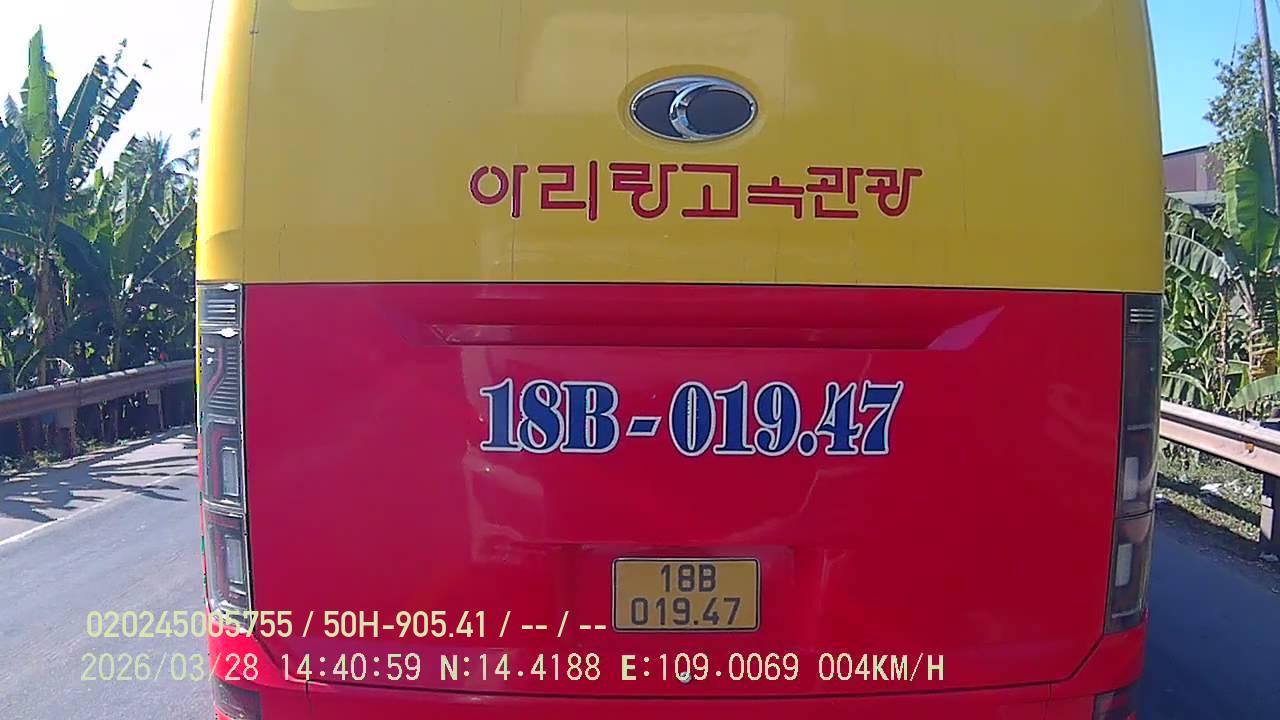 아리랑고속관광
18B-019.47
18B
019.47
020245005755 / 50H-905.41 / -- / --
2026/03/28 14:40:59 N:14.4188 E:109.0069 004KM/H